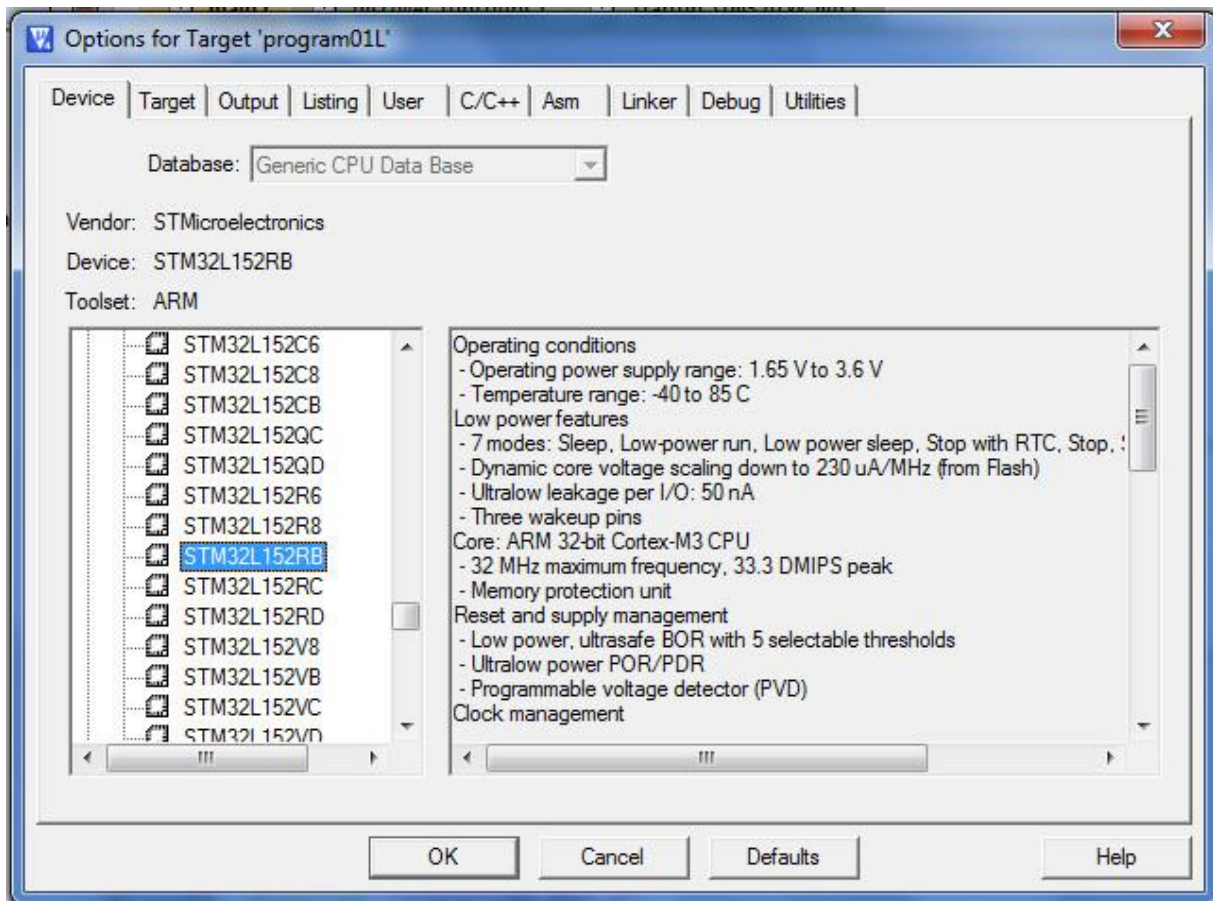 Options for Target 'program01L'
Device Target Output Listing User C/C++ Asm Linker Debug Utilities
Database: Generic CPU Data Base
Vendor: STMicroelectronics
Device: STM32L152RB
Toolset: ARM
STM32L152C6
STM32L152C8
STM32L152CB
STM32L152QC
STM32L152QD
STM32L152R6
STM32L152R8
STM32L152RB
STM32L152RC
STM32L152RD
STM32L152V8
STM32L152VB
STM32L152VC
STM32L152VD
Operating conditions
- Operating power supply range: 1.65 V to 3.6 V
- Temperature range: -40 to 85 C
Low power features
- 7 modes: Sleep, Low-power run, Low power sleep, Stop with RTC, Stop,
- Dynamic core voltage scaling down to 230 uA/MHz (from Flash)
- Ultralow leakage per I/O: 50 nA
- Three wakeup pins
Core: ARM 32-bit Cortex-M3 CPU
- 32 MHz maximum frequency, 33.3 DMIPS peak
- Memory protection unit
Reset and supply management
- Low power, ultrasafe BOR with 5 selectable thresholds
- Ultralow power POR/PDR
- Programmable voltage detector (PVD)
Clock management
OK Cancel Defaults Help